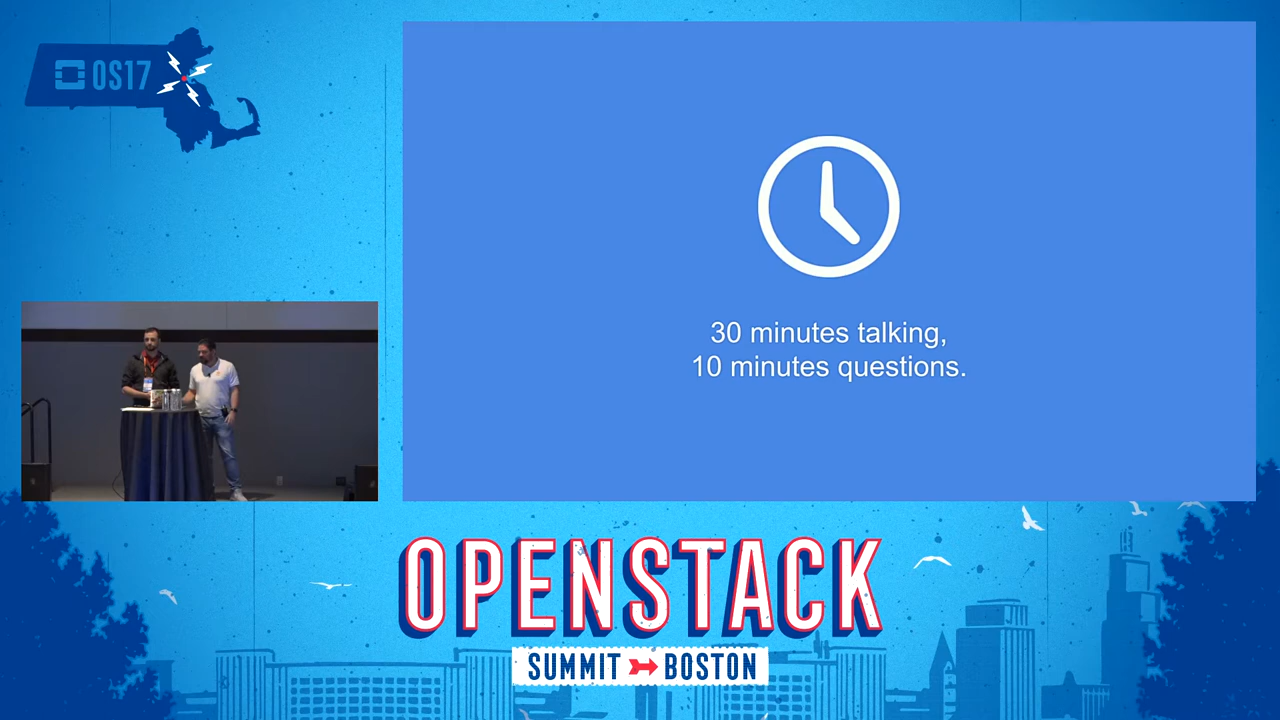 OS17
30 minutes talking,
10 minutes questions.
OPENSTACK
SUMMIT BOSTON